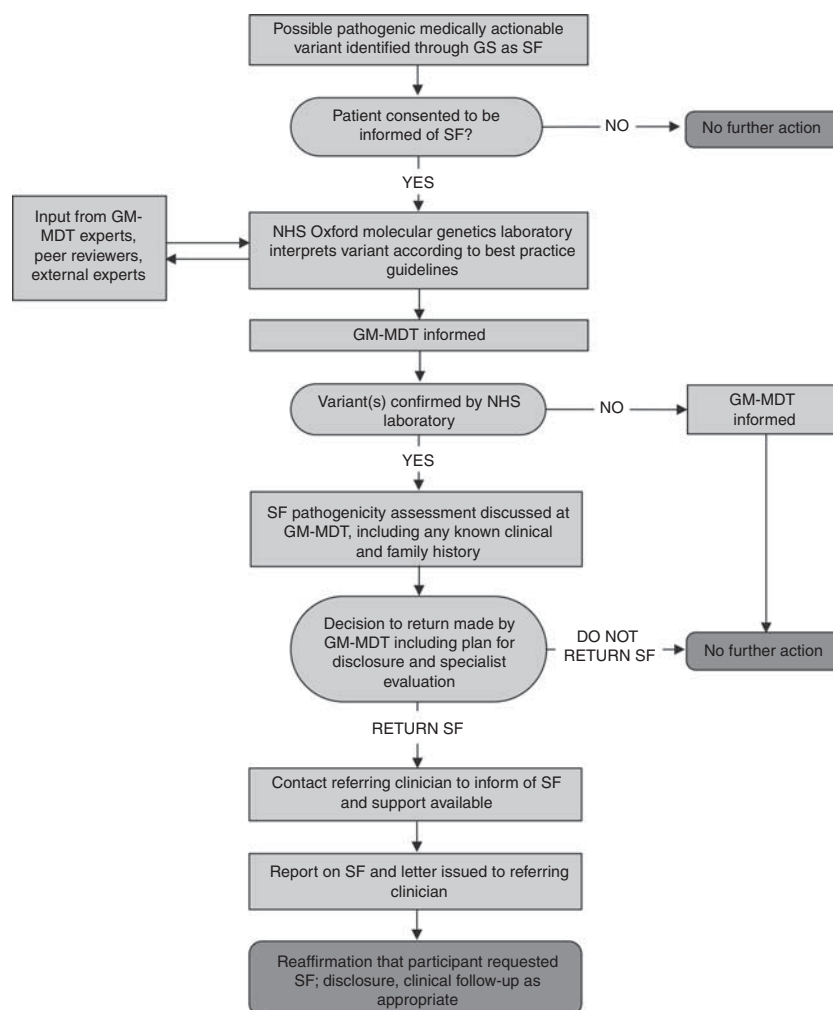 Possible pathogenic medically actionable
variant identified through GS as SF
Patient consented to be
informed of SF?
NO
No further action
YES
Input from GM-
MDT experts,
peer reviewers,
external experts
NHS Oxford molecular genetics laboratory
interprets variant according to best practice
guidelines
GM-MDT informed
Variant(s) confirmed by NHS
laboratory
NO
GM-MDT
informed
YES
SF pathogenicity assessment discussed at
GM-MDT, including any known clinical
and family history
Decision to return made by
GM-MDT including plan for
disclosure and specialist
evaluation
DO NOT
RETURN SF
No further action
RETURN SF
Contact referring clinician to inform of SF
and support available
Report on SF and letter issued to referring
clinician
Reaffirmation that participant requested
SF; disclosure, clinical follow-up as
appropriate